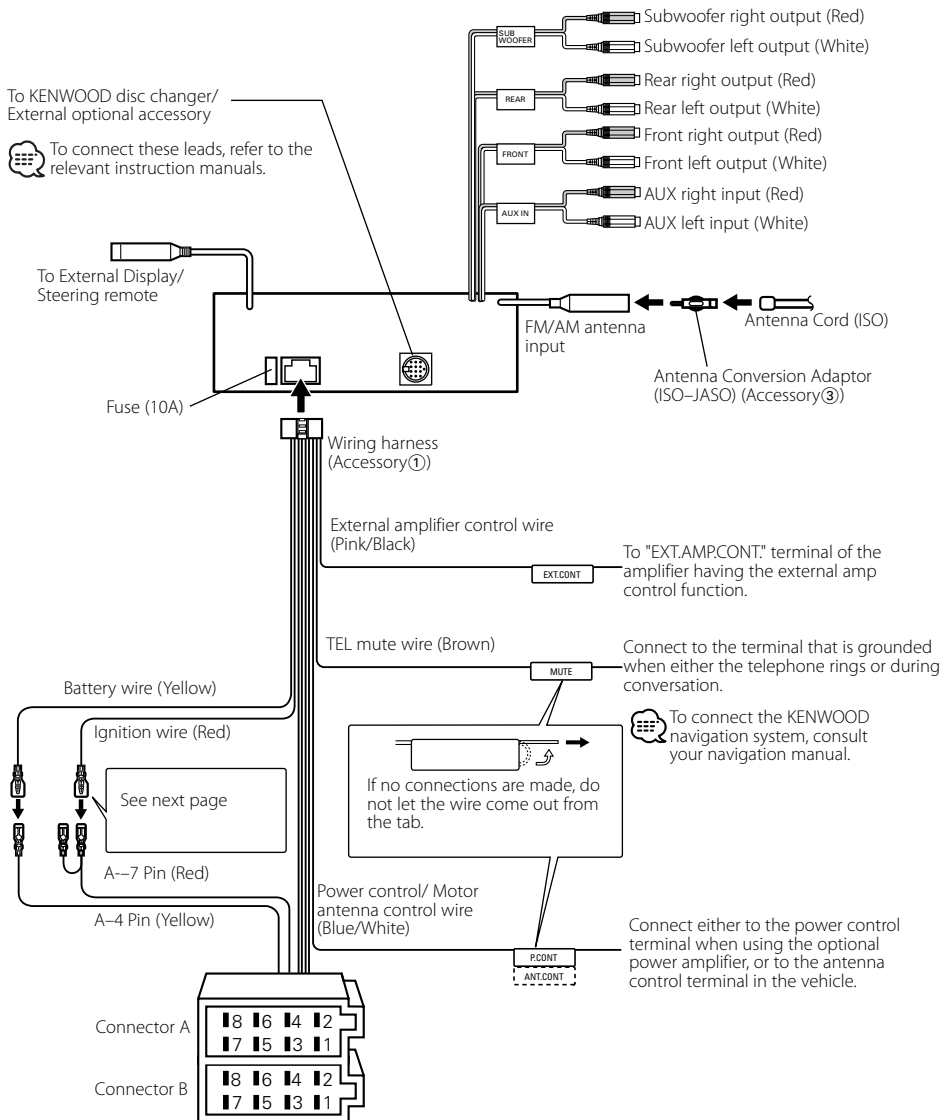 SUB
WOOFER
Subwoofer right output (Red)
Subwoofer left output (White)
REAR
Rear right output (Red)
Rear left output (White)
FRONT
Front right output (Red)
Front left output (White)
AUX IN
AUX right input (Red)
AUX left input (White)
To KENWOOD disc changer/
External optional accessory
To connect these leads, refer to the
relevant instruction manuals.
To External Display/
Steering remote
FM/AM antenna
input
Antenna Cord (ISO)
Antenna Conversion Adaptor
(ISO–JASO) (Accessory③)
Fuse (10A)
Wiring harness
(Accessory①)
External amplifier control wire
(Pink/Black)
EXT.CONT
To "EXT.AMP.CONT." terminal of the
amplifier having the external amp
control function.
TEL mute wire (Brown)
MUTE
Connect to the terminal that is grounded
when either the telephone rings or during
conversation.
To connect the KENWOOD
navigation system, consult
your navigation manual.
Battery wire (Yellow)
Ignition wire (Red)
See next page
If no connections are made, do
not let the wire come out from
the tab.
A-–7 Pin (Red)
A–4 Pin (Yellow)
Power control/ Motor
antenna control wire
(Blue/White)
P.CONT
ANT.CONT
Connect either to the power control
terminal when using the optional
power amplifier, or to the antenna
control terminal in the vehicle.
Connector A
8 6 4 2
7 5 3 1
Connector B
8 6 4 2
7 5 3 1